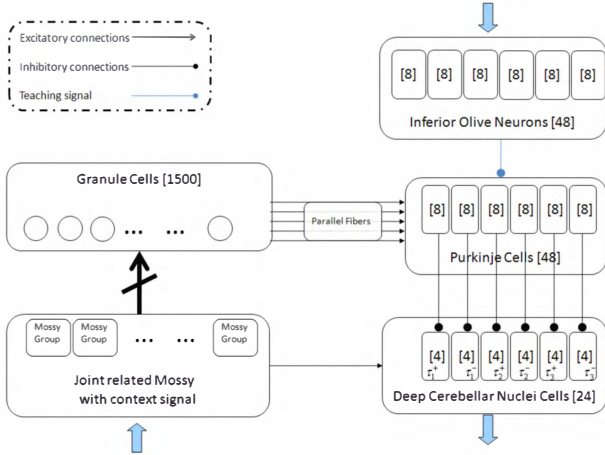 Excitatory connections
Inhibitory connections
Teaching signal
[8] [8] [8] [8] [8] [8]
Inferior Olive Neurons [48]
Granule Cells [1500]
... ...
Parallel Fibers
[8] [8] [8] [8] [8] [8]
Purkinje Cells [48]
Mossy Group
Mossy Group
... ...
Mossy Group
Joint related Mossy
with context signal
[4] [4] [4] [4] [4] [4]
τ₁⁺ τ₁⁻ τ₂⁺ τ₂⁻ τ₃⁺ τ₃⁻
Deep Cerebellar Nuclei Cells [24]